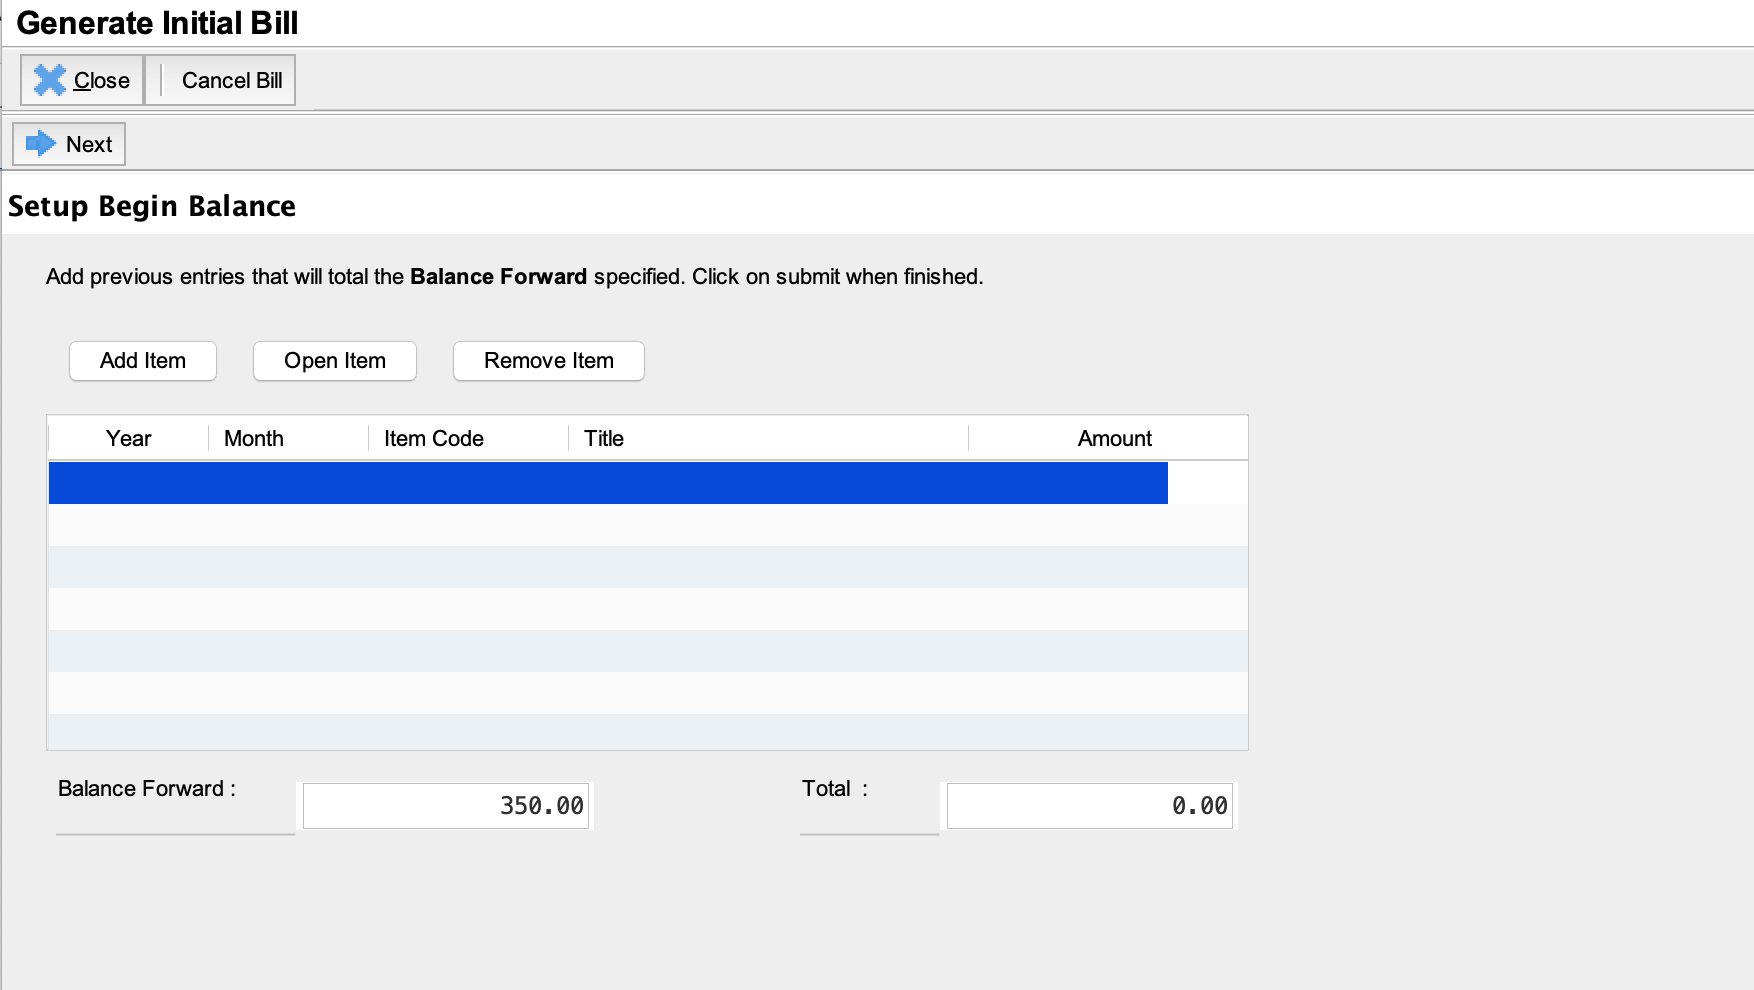 Generate Initial Bill
Close Cancel Bill
Next
Setup Begin Balance
Add previous entries that will total the Balance Forward specified. Click on submit when finished.
Add Item Open Item Remove Item
Year Month Item Code Title Amount
Balance Forward : 350.00 Total : 0.00